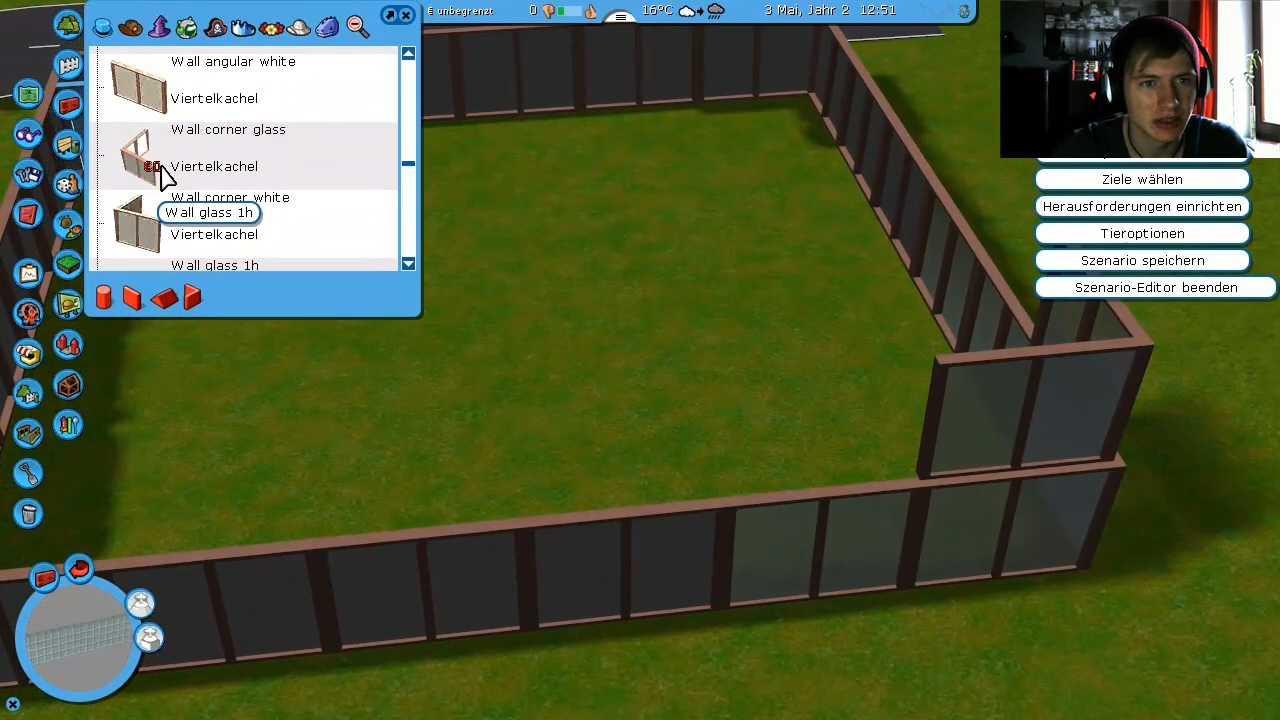 unbegrenzt
0
16°C
3 Mai, Jahr 2
12:51
Wall angular white
Viertelkachel
Wall corner glass
Viertelkachel
Wall corner white
Wall glass 1h
Viertelkachel
Wall glass 1h
Ziele wählen
Herausforderungen einrichten
Tieroptionen
Szenario speichern
Szenario-Editor beenden